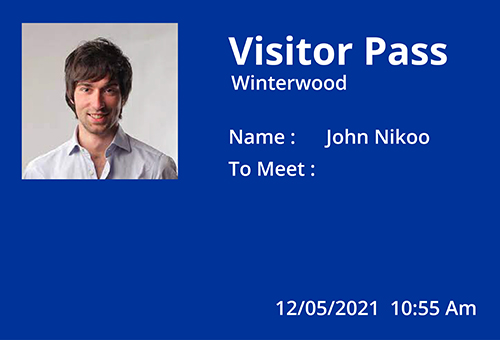 Visitor Pass
Winterwood
Name : John Nikoo
To Meet :
12/05/2021 10:55 Am